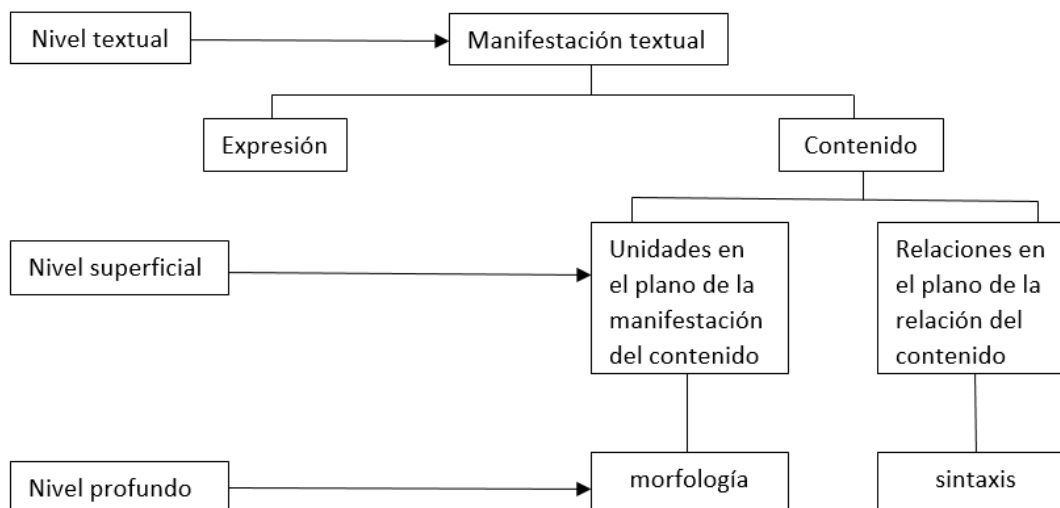 Nivel textual
Manifestación textual
Expresión
Contenido
Nivel superficial
Unidades en
el plano de la
manifestación
del contenido
Relaciones en
el plano de la
relación del
contenido
Nivel profundo
morfología
sintaxis